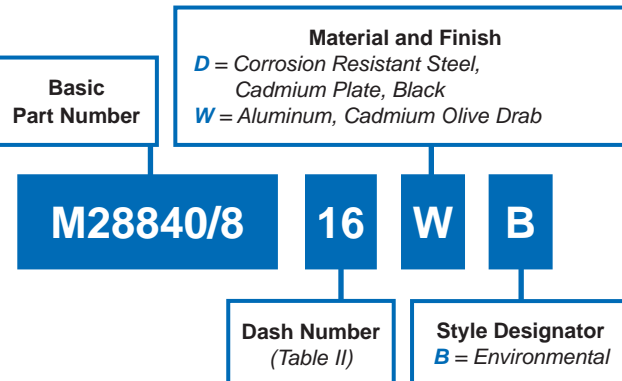 Material and Finish
D = Corrosion Resistant Steel,
Cadmium Plate, Black
W = Aluminum, Cadmium Olive Drab
Basic
Part Number
M28840/8 16 W B
Dash Number
(Table II)
Style Designator
B = Environmental